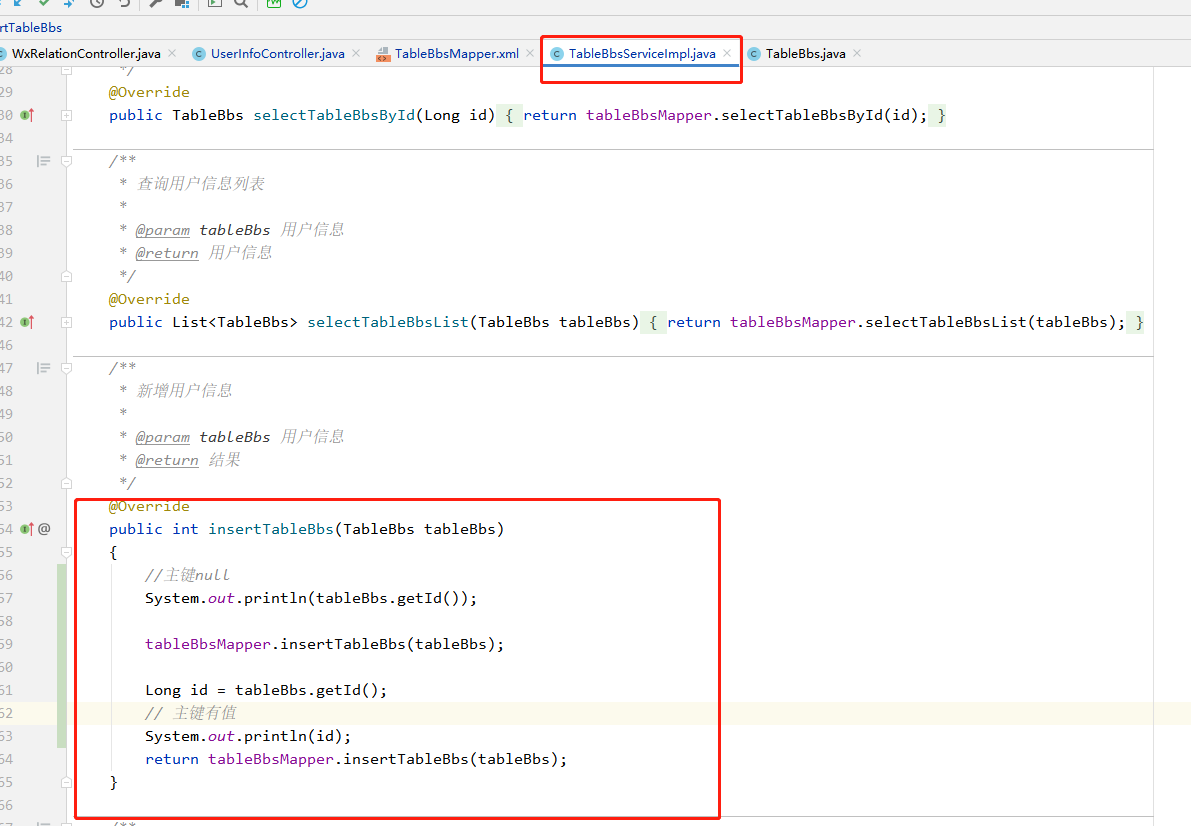 rtTableBbs
WxRelationController.java UserInfoController.java TableBbsMapper.xml TableBbsServiceImpl.java TableBbs.java
28 */
29 @Override
30 public TableBbs selectTableBbsById(Long id) { return tableBbsMapper.selectTableBbsById(id); }
34
35 /**
36 * 查询用户信息列表
37 *
38 * @param tableBbs 用户信息
39 * @return 用户信息
40 */
41 @Override
42 public List<TableBbs> selectTableBbsList(TableBbs tableBbs) { return tableBbsMapper.selectTableBbsList(tableBbs); }
46
47 /**
48 * 新增用户信息
49 *
50 * @param tableBbs 用户信息
51 * @return 结果
52 */
53 @Override
54 @ public int insertTableBbs(TableBbs tableBbs)
55 {
56 //主键null
57 System.out.println(tableBbs.getId());
58
59 tableBbsMapper.insertTableBbs(tableBbs);
60
61 Long id = tableBbs.getId();
62 // 主键有值
63 System.out.println(id);
64 return tableBbsMapper.insertTableBbs(tableBbs);
65 }
66
/**